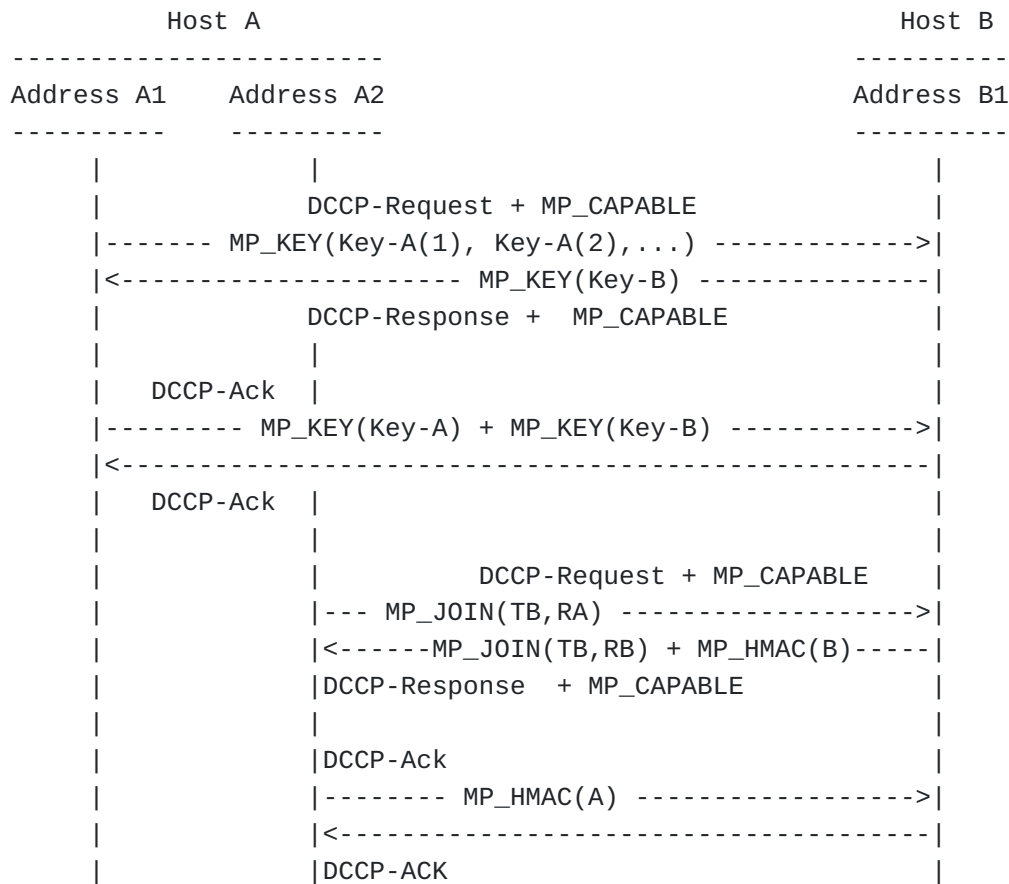 Host A                                         Host B
------------------------                              ----------
Address A1    Address A2                              Address B1
----------    ----------                              ----------
     |             |                                       |
     |             DCCP-Request + MP_CAPABLE               |
     |------- MP_KEY(Key-A(1), Key-A(2),...) ------------->|
     |<---------------------- MP_KEY(Key-B) ---------------|
     |             DCCP-Response +  MP_CAPABLE             |
     |             |                                       |
     |   DCCP-Ack  |                                       |
     |--------- MP_KEY(Key-A) + MP_KEY(Key-B) ------------>|
     |<----------------------------------------------------|
     |   DCCP-Ack  |                                       |
     |             |                                       |
     |             |          DCCP-Request + MP_CAPABLE    |
     |             |--- MP_JOIN(TB,RA) ------------------->|
     |             |<------MP_JOIN(TB,RB) + MP_HMAC(B)-----|
     |             |DCCP-Response  + MP_CAPABLE            |
     |             |                                       |
     |             |DCCP-Ack                               |
     |             |-------- MP_HMAC(A) ------------------>|
     |             |<--------------------------------------|
     |             |DCCP-ACK                               |